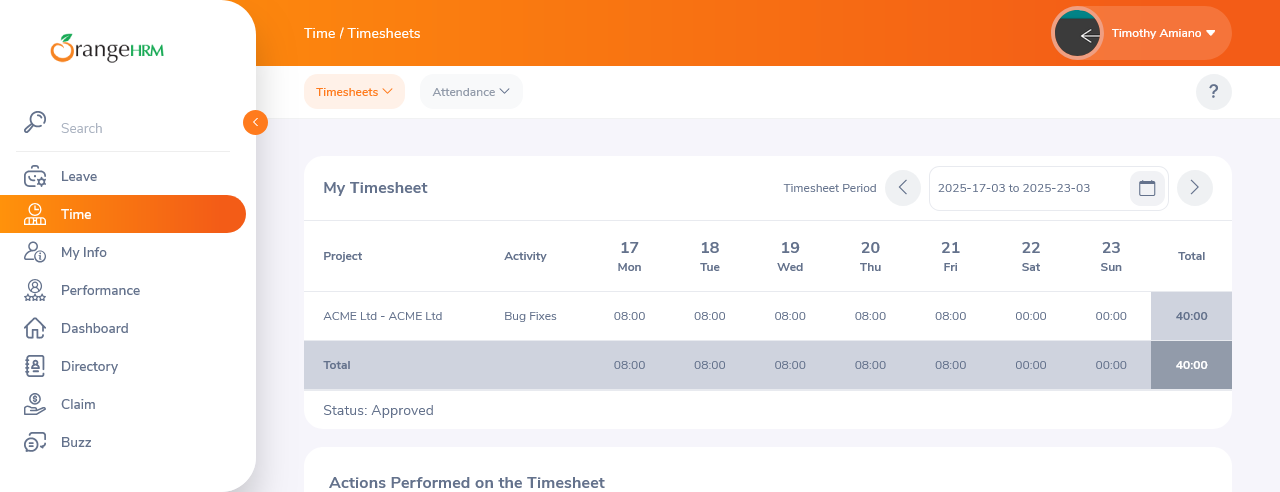 OrangeHRM
Time / Timesheets
Timothy Amiano
Timesheets
Attendance
?
Search
Leave
Time
My Info
Performance
Dashboard
Directory
Claim
Buzz
My Timesheet
Timesheet Period
2025-17-03 to 2025-23-03
Project Activity 17 Mon 18 Tue 19 Wed 20 Thu 21 Fri 22 Sat 23 Sun Total
ACME Ltd - ACME Ltd Bug Fixes 08:00 08:00 08:00 08:00 08:00 00:00 00:00 40:00
Total 08:00 08:00 08:00 08:00 08:00 00:00 00:00 40:00
Status: Approved
Actions Performed on the Timesheet